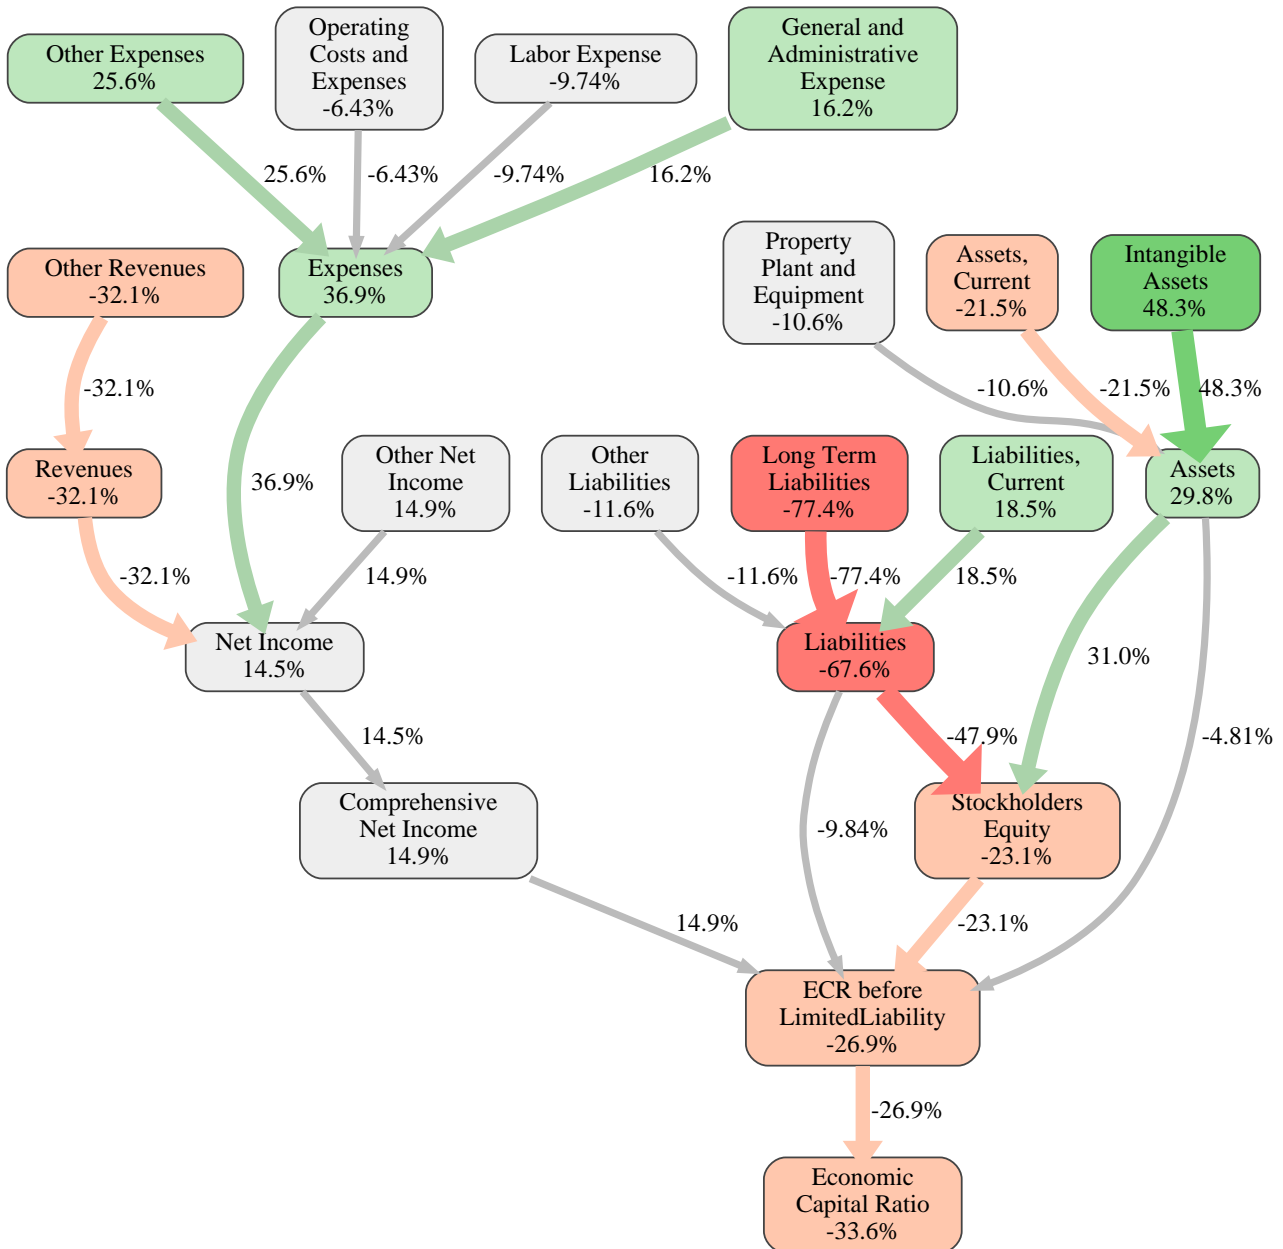 Other Expenses
25.6%
Operating
Costs and
Expenses
-6.43%
Labor Expense
-9.74%
General and
Administrative
Expense
16.2%
25.6%
-6.43%
-9.74%
16.2%
Other Revenues
-32.1%
Expenses
36.9%
Property
Plant and
Equipment
-10.6%
Assets,
Current
-21.5%
Intangible
Assets
48.3%
-32.1%
-10.6%
-21.5%
48.3%
Revenues
-32.1%
36.9%
Other Net
Income
14.9%
Other
Liabilities
-11.6%
Long Term
Liabilities
-77.4%
Liabilities,
Current
18.5%
Assets
29.8%
-32.1%
14.9%
-11.6%
-77.4%
18.5%
Net Income
14.5%
Liabilities
-67.6%
31.0%
14.5%
-47.9%
-4.81%
Comprehensive
Net Income
14.9%
-9.84%
Stockholders
Equity
-23.1%
14.9%
-23.1%
ECR before
LimitedLiability
-26.9%
-26.9%
Economic
Capital Ratio
-33.6%